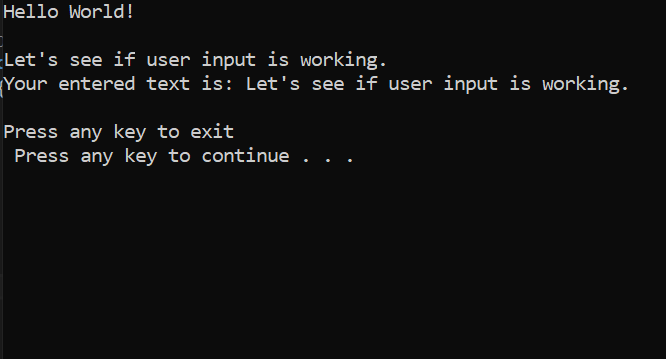 Hello World!
Let's see if user input is working.
Your entered text is: Let's see if user input is working.
Press any key to exit
Press any key to continue . . .